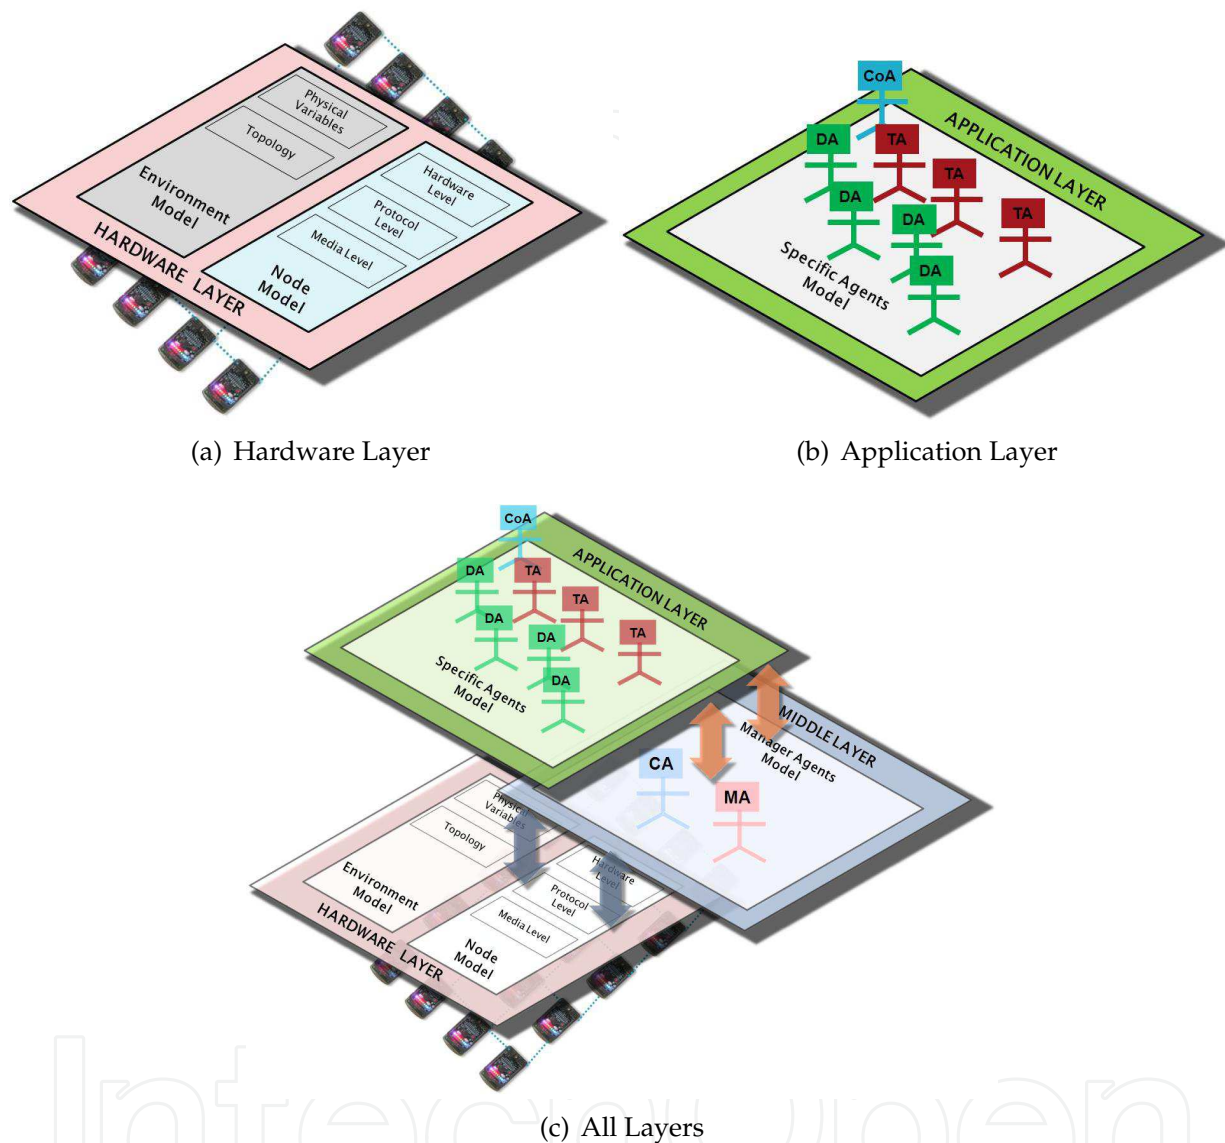 Physical
Variables
Topology
Environment
Model
Hardware
Level
Protocol
Level
Media Level
Node
Model
HARDWARE LAYER
(a) Hardware Layer
CoA
DA
TA
TA
DA
DA
TA
DA
APPLICATION LAYER
Specific Agents
Model
(b) Application Layer
CoA
DA
TA
TA
DA
DA
TA
DA
APPLICATION LAYER
Specific Agents
Model
MIDDLE LAYER
Manager Agents
Model
CA
MA
Physical
Variables
Topology
Environment
Model
Hardware
Level
Protocol
Level
Media Level
Node
Model
HARDWARE LAYER
(c) All Layers
IntechOpen